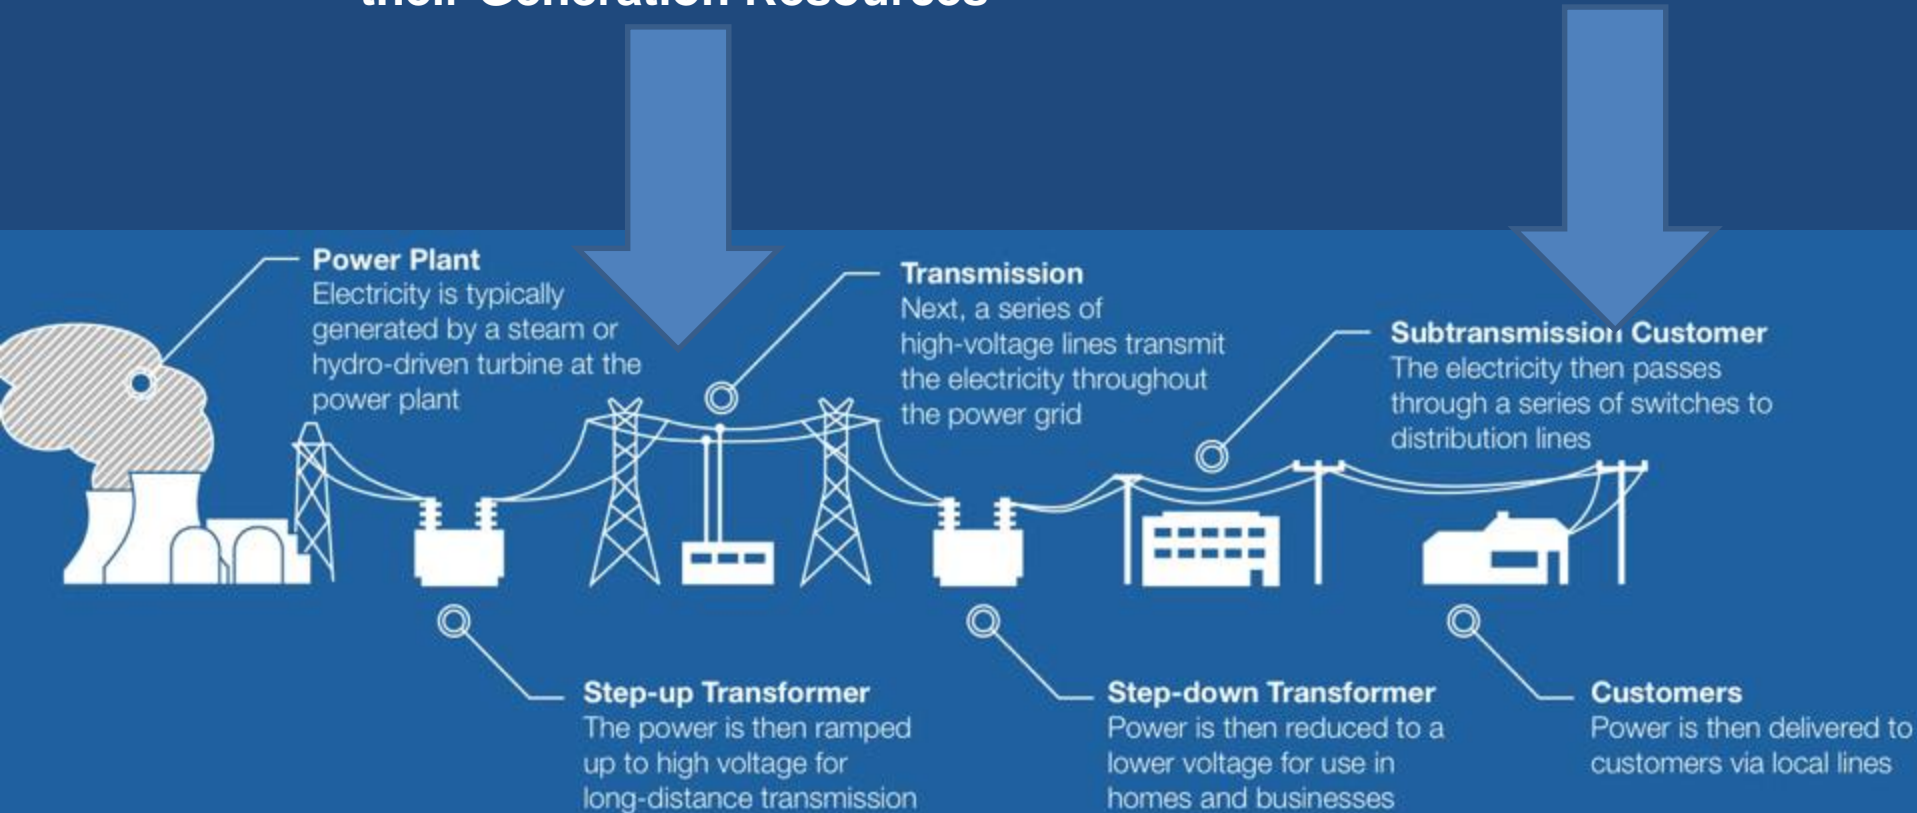 their Generation Resources
Power Plant
Electricity is typically
generated by a steam or
hydro-driven turbine at the
power plant
Transmission
Next, a series of
high-voltage lines transmit
the electricity throughout
the power grid
Subtransmission Customer
The electricity then passes
through a series of switches to
distribution lines
Step-up Transformer
The power is then ramped
up to high voltage for
long-distance transmission
Step-down Transformer
Power is then reduced to a
lower voltage for use in
homes and businesses
Customers
Power is then delivered to
customers via local lines